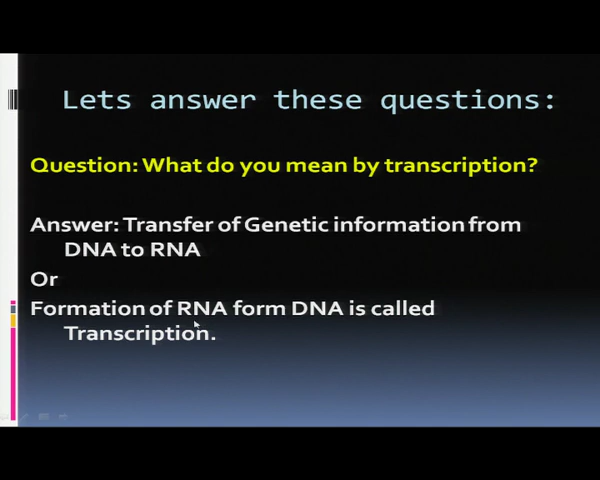 Lets answer these questions:
Question: What do you mean by transcription?
Answer: Transfer of Genetic information from
DNA to RNA
Or
Formation of RNA form DNA is called
Transcription.